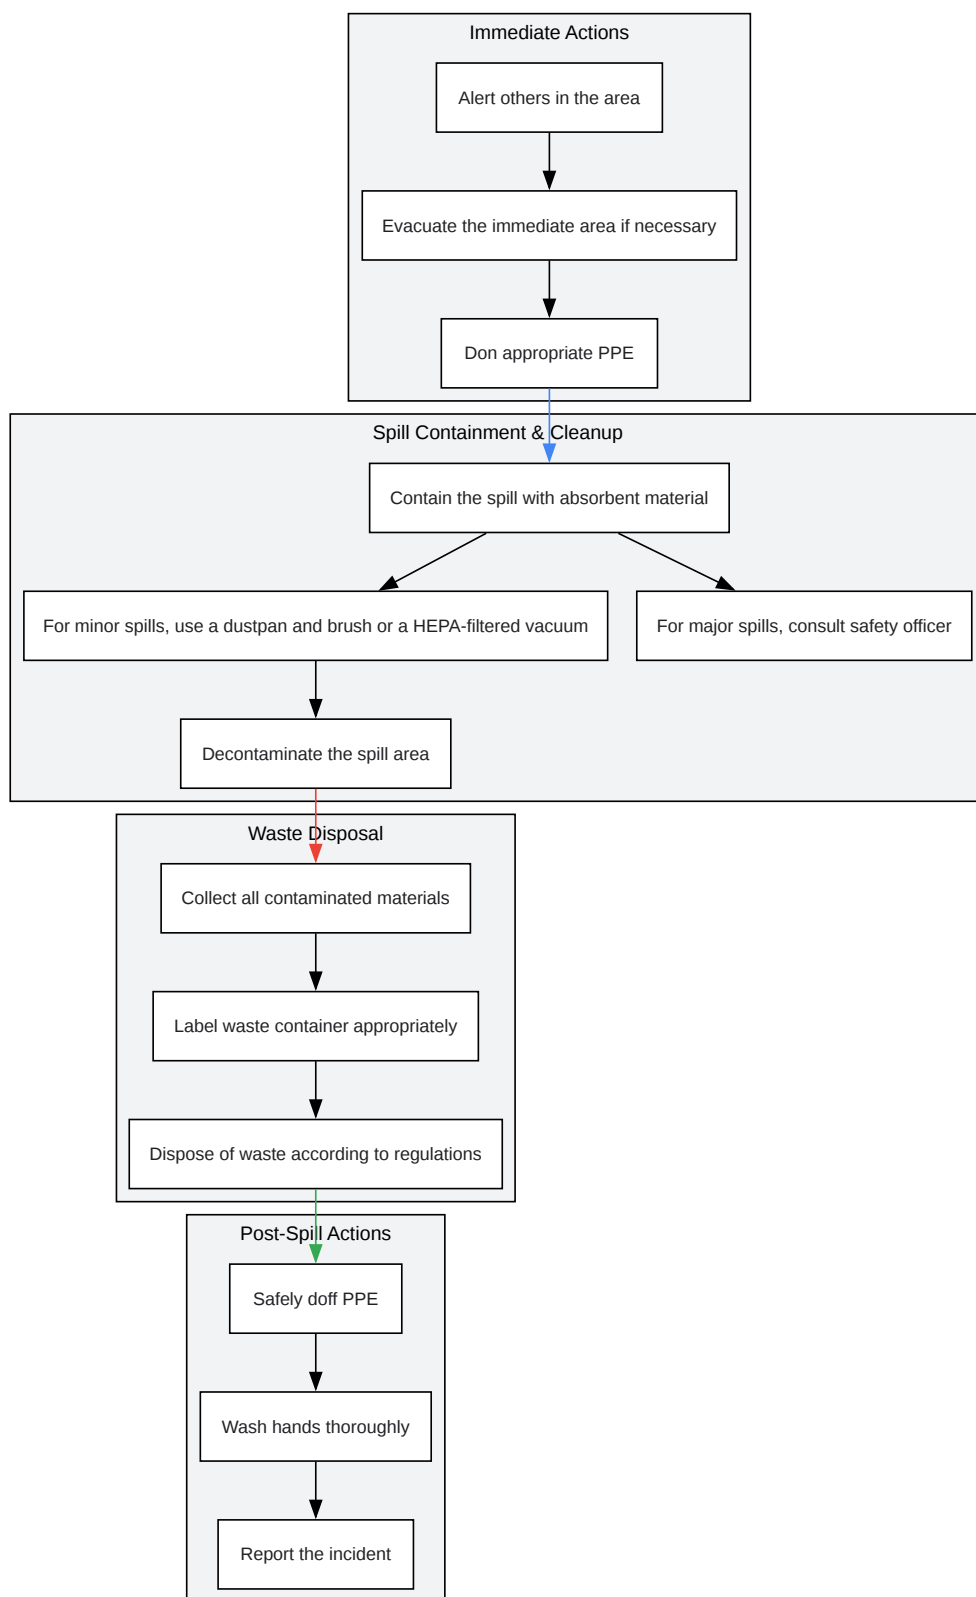 Immediate Actions
Alert others in the area
Evacuate the immediate area if necessary
Don appropriate PPE
Spill Containment & Cleanup
Contain the spill with absorbent material
For minor spills, use a dustpan and brush or a HEPA-filtered vacuum
For major spills, consult safety officer
Decontaminate the spill area
Waste Disposal
Collect all contaminated materials
Label waste container appropriately
Dispose of waste according to regulations
Post-Spill Actions
Safely doff PPE
Wash hands thoroughly
Report the incident